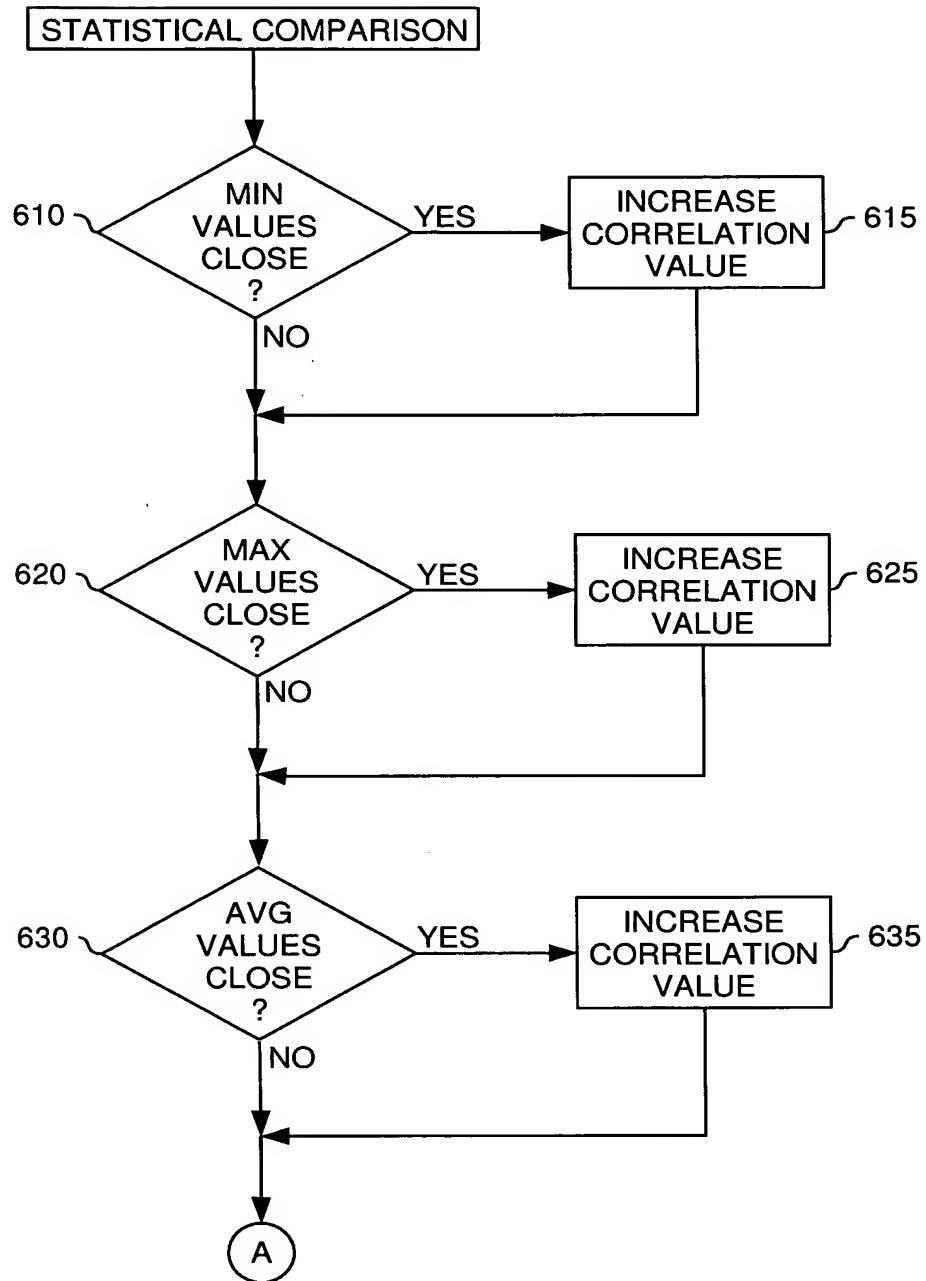 STATISTICAL COMPARISON
610
MIN
VALUES
CLOSE
?
YES
INCREASE
CORRELATION
VALUE
615
NO
620
MAX
VALUES
CLOSE
?
YES
INCREASE
CORRELATION
VALUE
625
NO
630
AVG
VALUES
CLOSE
?
YES
INCREASE
CORRELATION
VALUE
635
NO
A